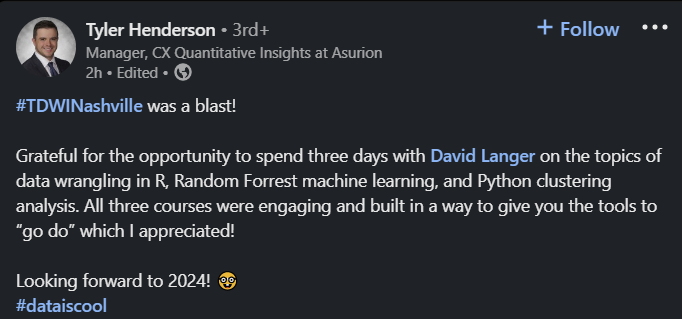 Tyler Henderson • 3rd+
+ Follow
Manager, CX Quantitative Insights at Asurion
2h • Edited •
#TDWINashville was a blast!
Grateful for the opportunity to spend three days with David Langer on the topics of
data wrangling in R, Random Forrest machine learning, and Python clustering
analysis. All three courses were engaging and built in a way to give you the tools to
“go do” which I appreciated!
Looking forward to 2024! 🤓
#dataiscool